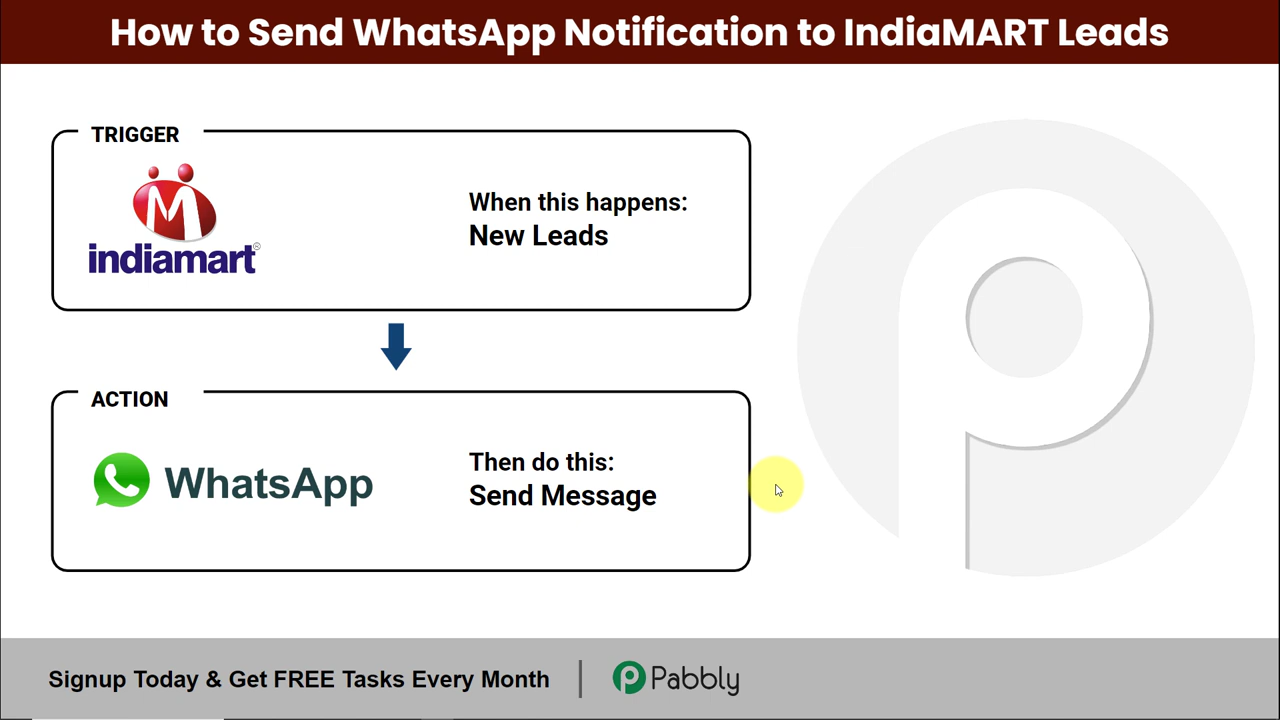 How to Send WhatsApp Notification to IndiaMART Leads
TRIGGER
indiamart®
When this happens:
New Leads
ACTION
WhatsApp
Then do this:
Send Message
Signup Today & Get FREE Tasks Every Month
Pabbly